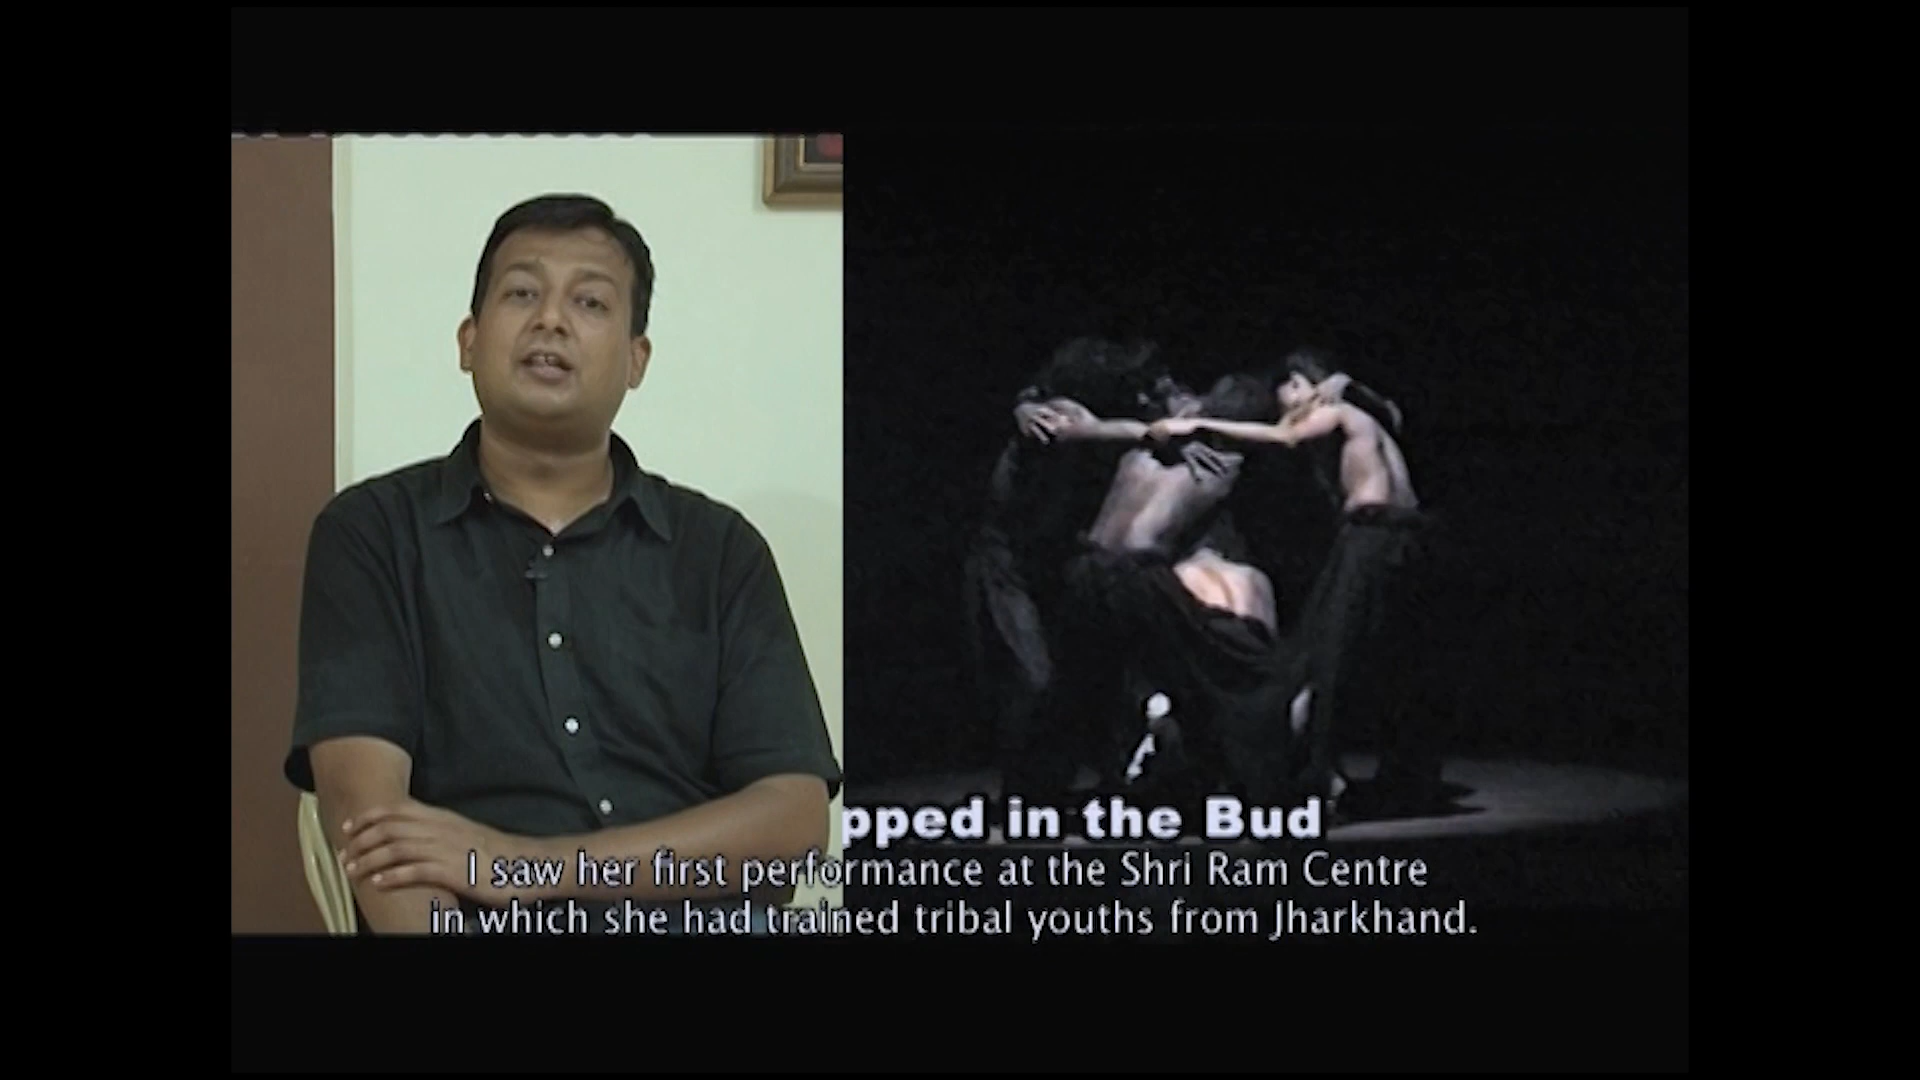 pped in the Bud
I saw her first performance at the Shri Ram Centre
in which she had trained tribal youths from Jharkhand.